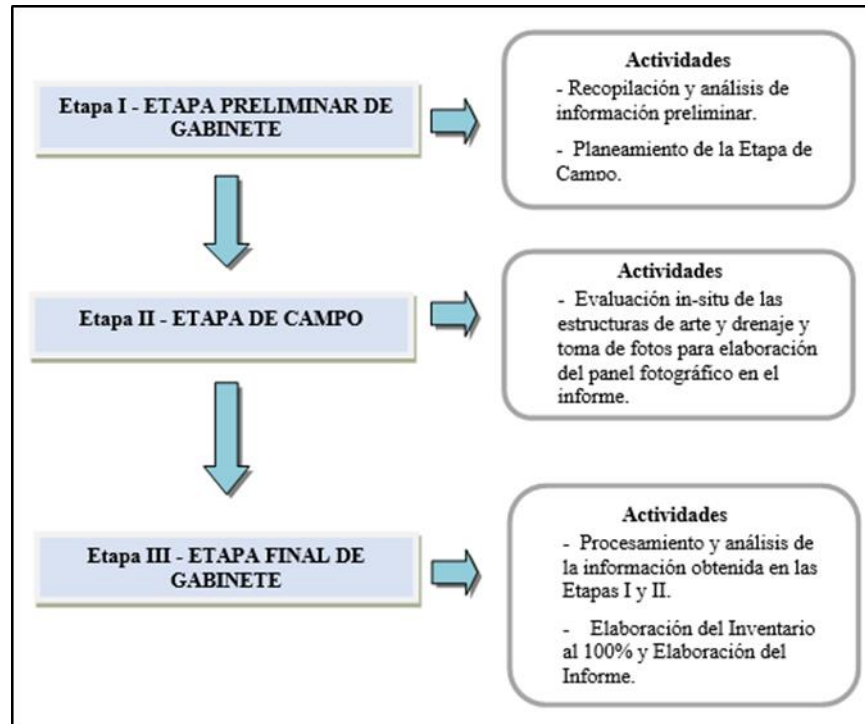 Etapa I - ETAPA PRELIMINAR DE
GABINETE
Actividades
- Recopilación y análisis de
información preliminar.
- Planeamiento de la Etapa de
Campo.
Etapa II - ETAPA DE CAMPO
Actividades
- Evaluación in-situ de las
estructuras de arte y drenaje y
toma de fotos para elaboración
del panel fotográfico en el
informe.
Etapa III - ETAPA FINAL DE
GABINETE
Actividades
- Procesamiento y análisis de
la información obtenida en las
Etapas I y II.
- Elaboración del Inventario
al 100% y Elaboración del
Informe.